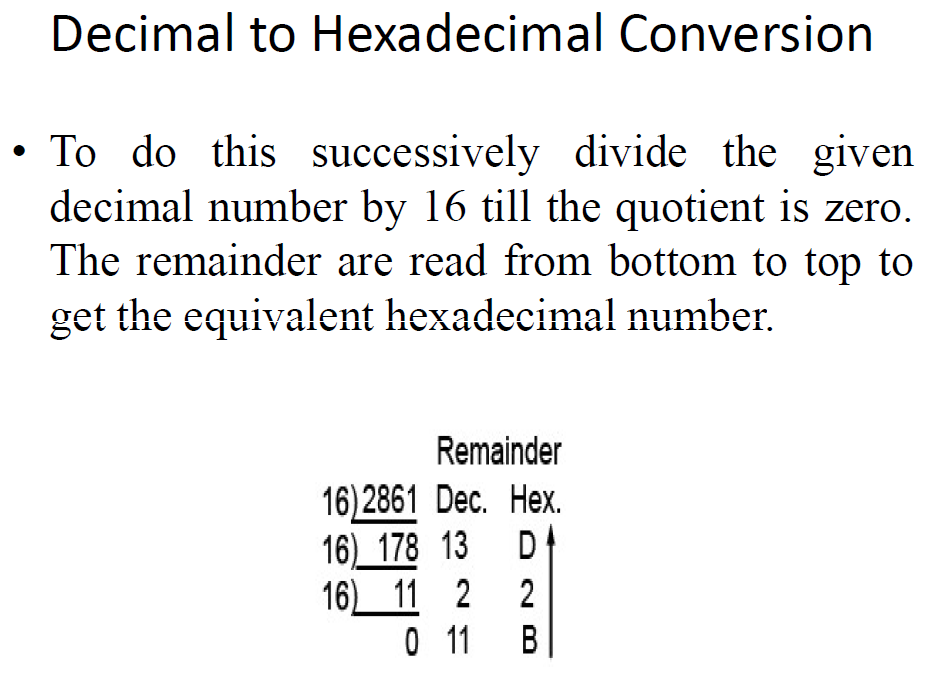 Decimal to Hexadecimal Conversion
• To do this successively divide the given
decimal number by 16 till the quotient is zero.
The remainder are read from bottom to top to
get the equivalent hexadecimal number.
Remainder
16)2861 Dec. Hex.
16) 178 13 D
16) 11 2 2
0 11 B